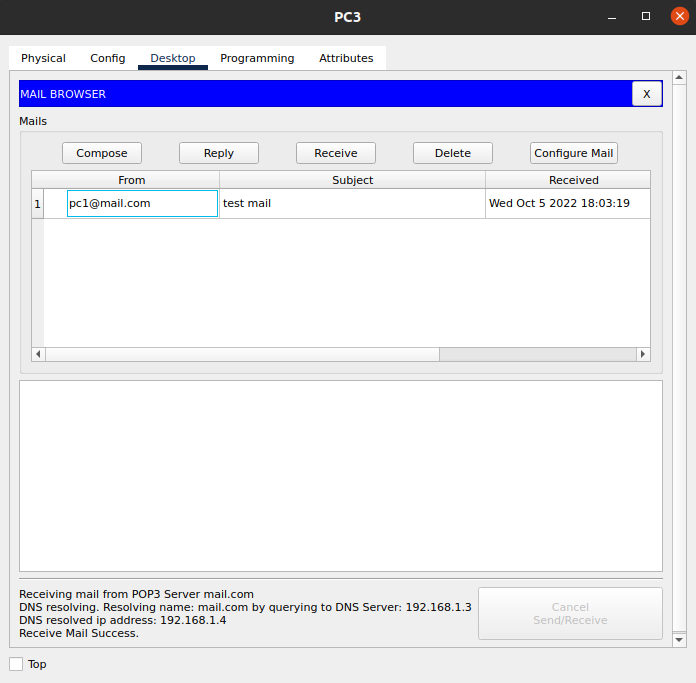 PC3
Physical Config Desktop Programming Attributes
MAIL BROWSER X
Mails
Compose Reply Receive Delete Configure Mail
From Subject Received
1 pc1@mail.com test mail Wed Oct 5 2022 18:03:19
Receiving mail from POP3 Server mail.com
DNS resolving. Resolving name: mail.com by querying to DNS Server: 192.168.1.3
DNS resolved ip address: 192.168.1.4
Receive Mail Success.
Cancel
Send/Receive
Top